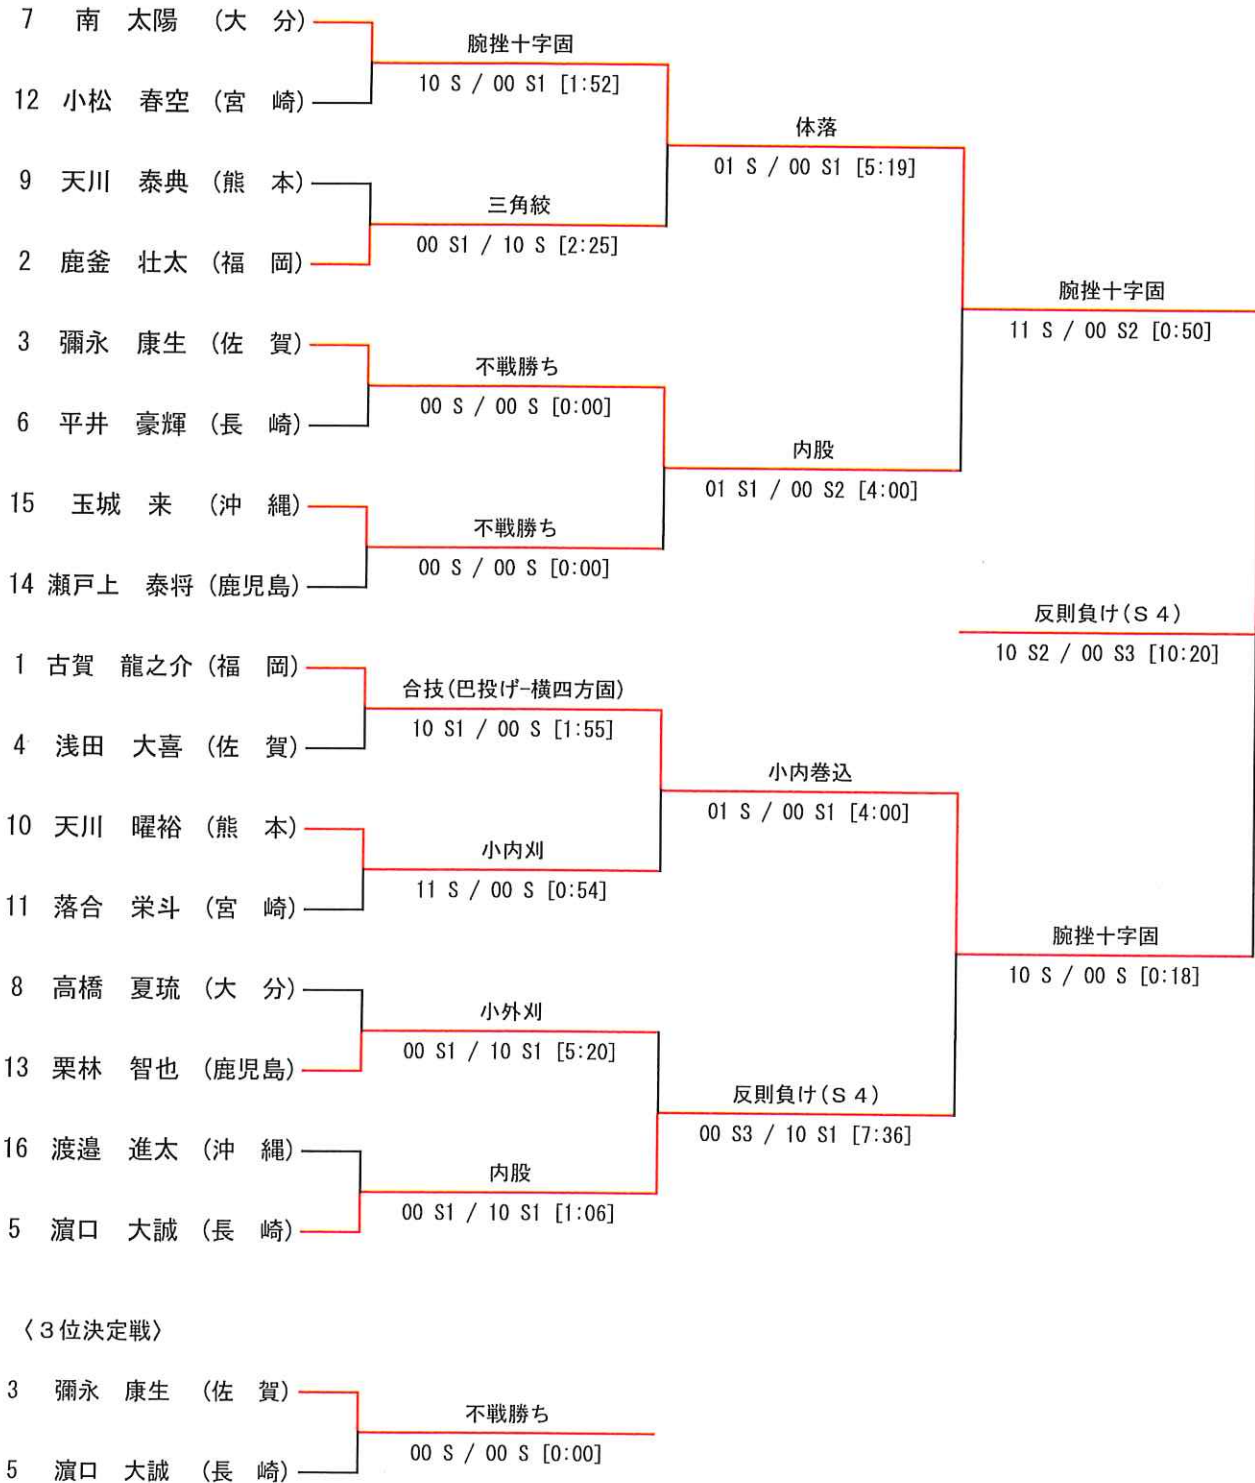 7 南 太陽 (大 分)
腕挫十字固
10 S / 00 S1 [1:52]
12 小松 春空 (宮 崎)
体落
01 S / 00 S1 [5:19]
9 天川 泰典 (熊 本)
三角絞
00 S1 / 10 S [2:25]
2 鹿釜 壮太 (福 岡)
腕挫十字固
11 S / 00 S2 [0:50]
3 彌永 康生 (佐 賀)
不戦勝ち
00 S / 00 S [0:00]
6 平井 豪輝 (長 崎)
内股
01 S1 / 00 S2 [4:00]
15 玉城 来 (沖 縄)
不戦勝ち
00 S / 00 S [0:00]
14 瀬戸上 泰将 (鹿児島)
反則負け(S4)
10 S2 / 00 S3 [10:20]
1 古賀 龍之介 (福 岡)
合技(巴投げ-横四方固)
10 S1 / 00 S [1:55]
4 浅田 大喜 (佐 賀)
小内巻込
01 S / 00 S1 [4:00]
10 天川 曜裕 (熊 本)
小内刈
11 S / 00 S [0:54]
11 落合 栄斗 (宮 崎)
腕挫十字固
10 S / 00 S [0:18]
8 高橋 夏琉 (大 分)
小外刈
00 S1 / 10 S1 [5:20]
13 栗林 智也 (鹿児島)
反則負け(S4)
00 S3 / 10 S1 [7:36]
16 渡邉 進太 (沖 縄)
内股
00 S1 / 10 S1 [1:06]
5 濵口 大誠 (長 崎)
〈3位決定戦〉
3 彌永 康生 (佐 賀)
不戦勝ち
00 S / 00 S [0:00]
5 濵口 大誠 (長 崎)